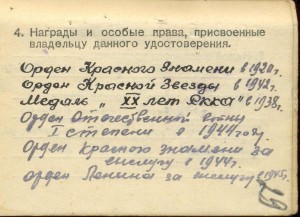 4. Награды и особые права, присвоенные
владельцу данного удостоверения.
Орден Красного Знамени в 1920 г.
Орден Красной Звезды в 1942 г.
Медаль „XX лет РККА" в 1938 г.
Орден Отечественной войны
I степени в 1944 году
Орден Красного знамени за
выслугу в 1944 г.
орден Ленина за выслугу в 1945 г.